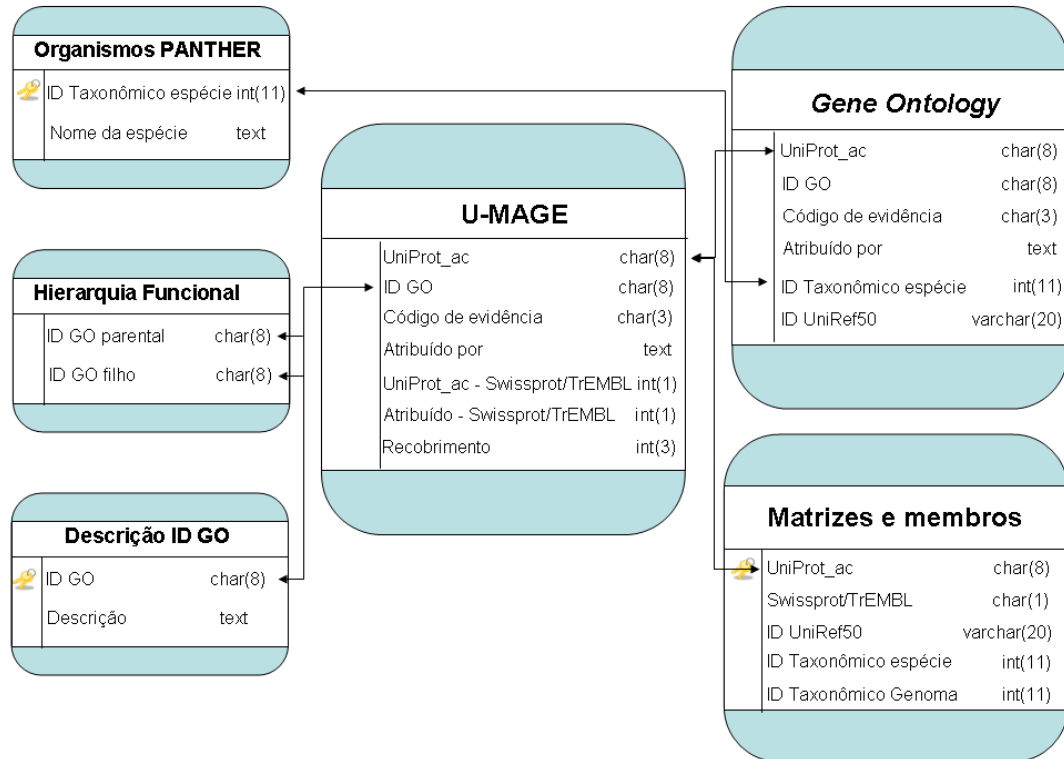 Organismos PANTHER
ID Taxonômico espécie int(11)
Nome da espécie text
Hierarquia Funcional
ID GO parental char(8)
ID GO filho char(8)
Descrição ID GO
ID GO char(8)
Descrição text
U-MAGE
UniProt_ac char(8)
ID GO char(8)
Código de evidência char(3)
Atribuído por text
UniProt_ac - Swissprot/TrEMBL int(1)
Atribuído - Swissprot/TrEMBL int(1)
Recobrimento int(3)
Gene Ontology
UniProt_ac char(8)
ID GO char(8)
Código de evidência char(3)
Atribuído por text
ID Taxonômico espécie int(11)
ID UniRef50 varchar(20)
Matrizes e membros
UniProt_ac char(8)
Swissprot/TrEMBL char(1)
ID UniRef50 varchar(20)
ID Taxonômico espécie int(11)
ID Taxonômico Genoma int(11)